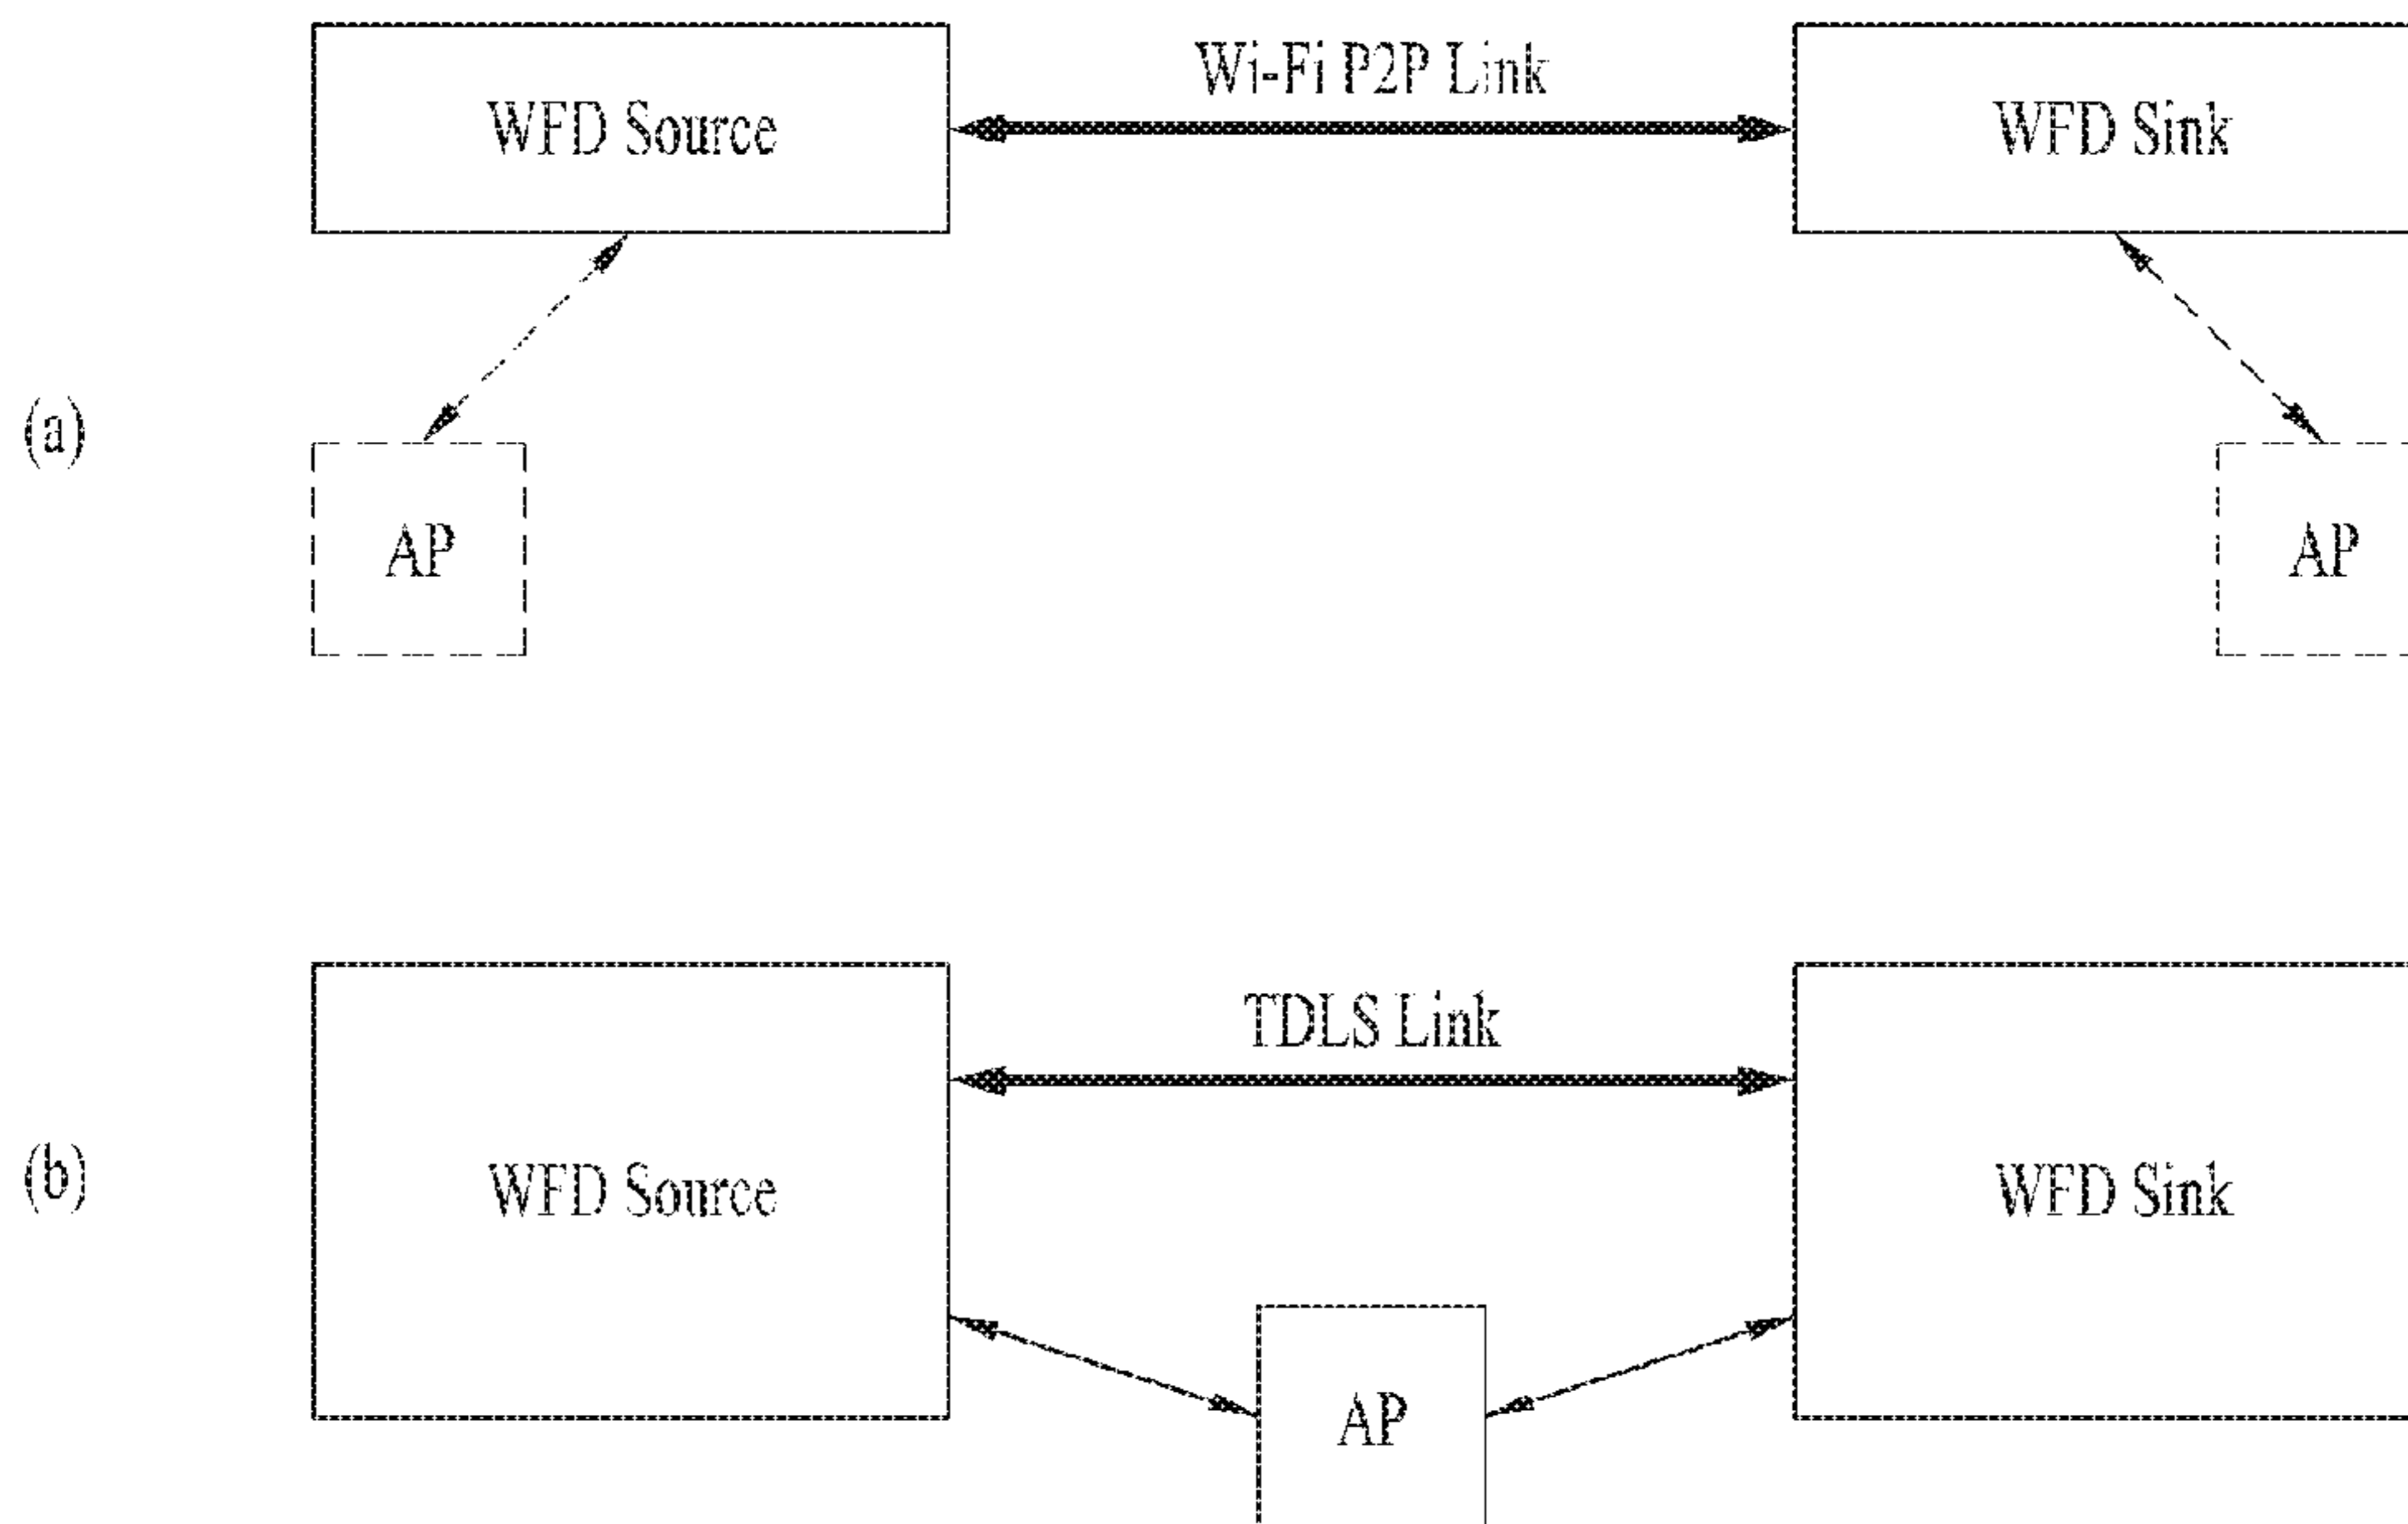 Wi-Fi P2P Link
WFD Source
WFD Sink
(a)
AP
AP
TDLS Link
(b)
WFD Source
WFD Sink
AP